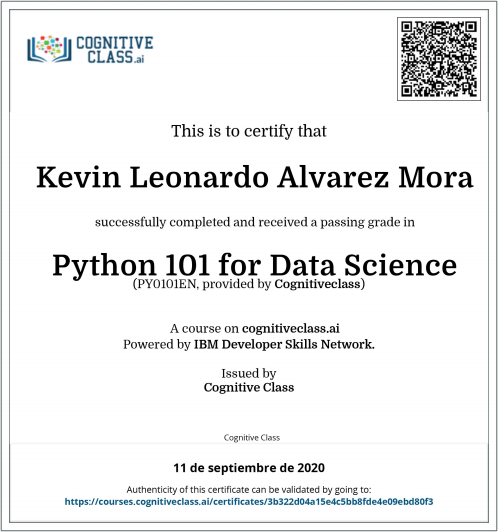 COGNITIVE
CLASS.ai
This is to certify that
Kevin Leonardo Alvarez Mora
successfully completed and received a passing grade in
Python 101 for Data Science
(PY0101EN, provided by Cognitiveclass)
A course on cognitiveclass.ai
Powered by IBM Developer Skills Network.
Issued by
Cognitive Class
Cognitive Class
11 de septiembre de 2020
Authenticity of this certificate can be validated by going to:
https://courses.cognitiveclass.ai/certificates/3b322d04a15e4c5bb8fde4e09ebd80f3